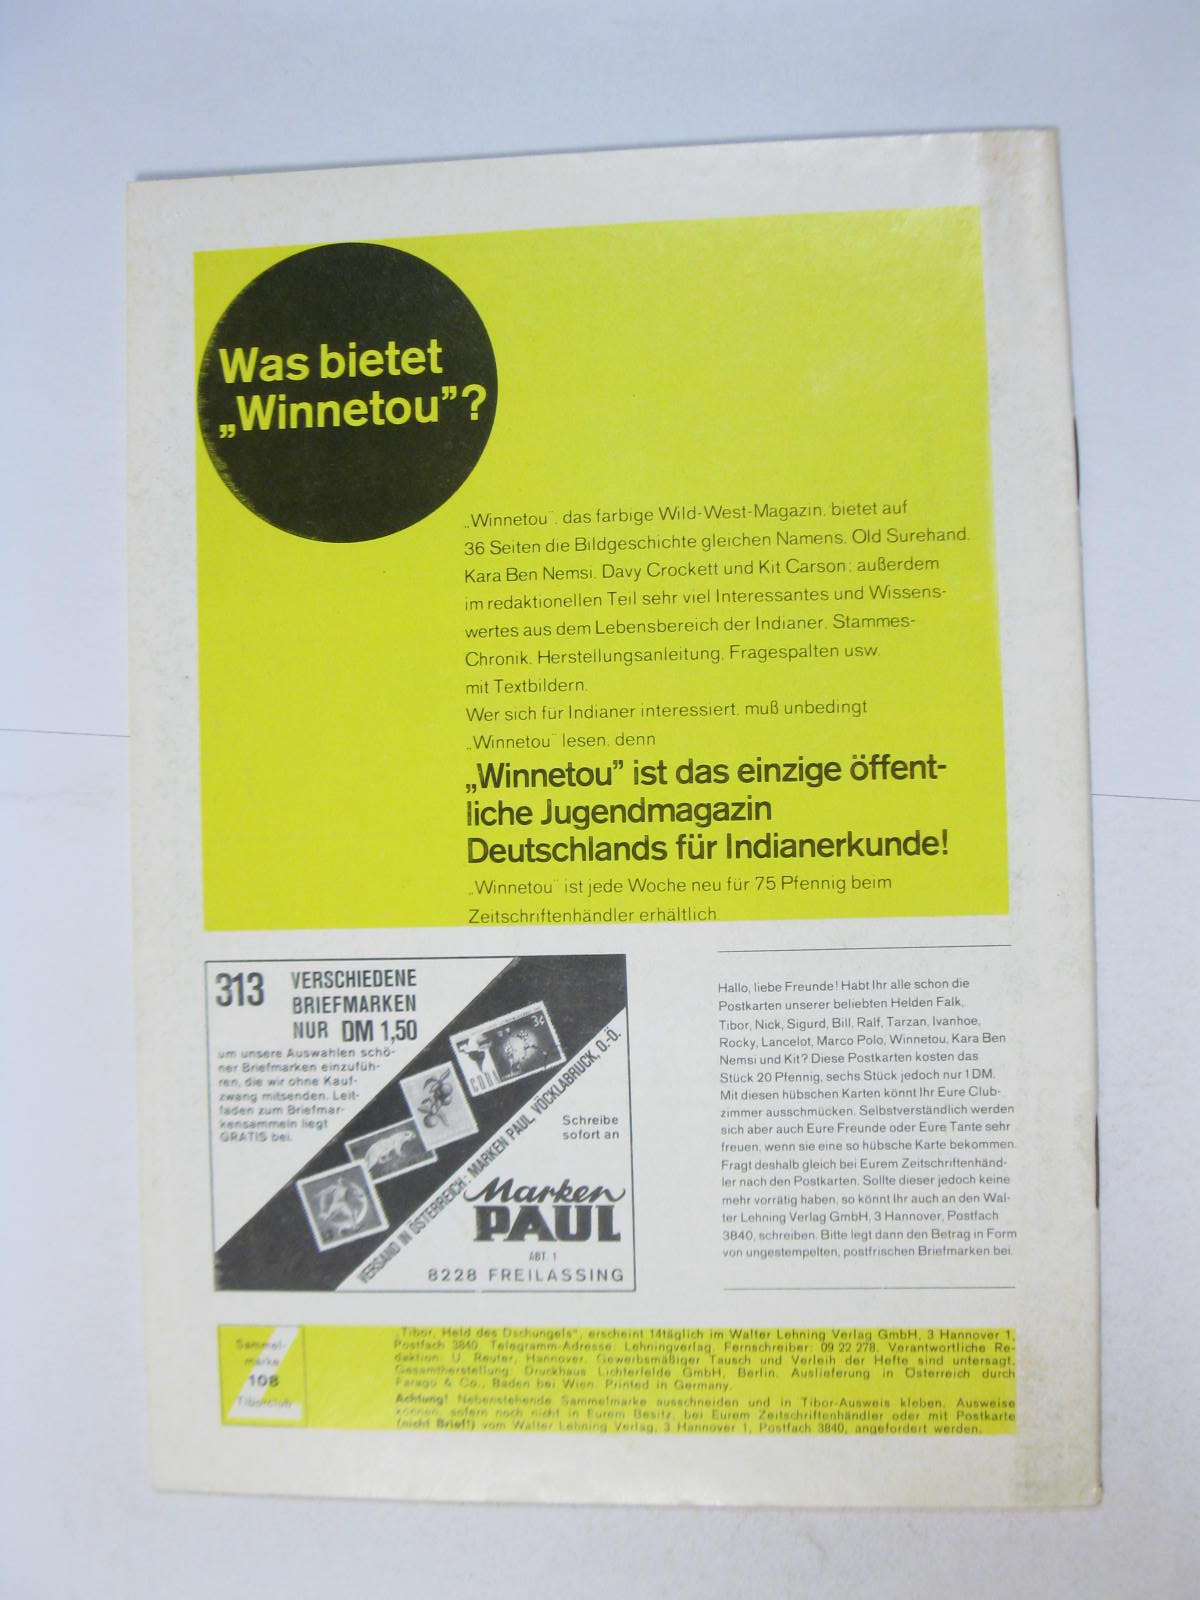 Was bietet
„Winnetou”?
„Winnetou”, das farbige Wild-West-Magazin, bietet auf
36 Seiten die Bildgeschichte gleichen Namens, Old Surehand,
Kara Ben Nemsi, Davy Crockett und Kit Carson; außerdem
im redaktionellen Teil sehr viel Interessantes und Wissens-
wertes aus dem Lebensbereich der Indianer, Stammes-
Chronik, Herstellungsanleitung, Fragespalten usw.
mit Textbildern.
Wer sich für Indianer interessiert, muß unbedingt
„Winnetou” lesen, denn
„Winnetou” ist das einzige öffent-
liche Jugendmagazin
Deutschlands für Indianerkunde!
„Winnetou” ist jede Woche neu für 75 Pfennig beim
Zeitschriftenhändler erhältlich.
313 VERSCHIEDENE
BRIEFMARKEN
NUR DM 1,50
um unsere Auswahlen schö-
ner Briefmarken einzufüh-
ren, die wir ohne Kauf-
zwang mitsenden. Leit-
faden zum Briefmar-
kensammeln liegt
GRATIS bei.
3c
CUBA
VERSAND IN ÖSTERREICH: MARKEN PAUL VÖCKLABRUCK, O.-Ö.
Schreibe
sofort an
Marken
PAUL
ABT. 1
8228 FREILASSING
Hallo, liebe Freunde! Habt Ihr alle schon die
Postkarten unserer beliebten Helden Falk,
Tibor, Nick, Sigurd, Bill, Ralf, Tarzan, Ivanhoe,
Rocky, Lancelot, Marco Polo, Winnetou, Kara Ben
Nemsi und Kit? Diese Postkarten kosten das
Stück 20 Pfennig, sechs Stück jedoch nur 1 DM.
Mit diesen hübschen Karten könnt Ihr Eure Club-
zimmer ausschmücken. Selbstverständlich werden
sich aber auch Eure Freunde oder Eure Tante sehr
freuen, wenn sie eine so hübsche Karte bekommen.
Fragt deshalb gleich bei Eurem Zeitschriftenhänd-
ler nach den Postkarten. Sollte dieser jedoch keine
mehr vorrätig haben, so könnt Ihr auch an den Wal-
ter Lehning Verlag GmbH, 3 Hannover, Postfach
3840, schreiben. Bitte legt dann den Betrag in Form
von ungestempelten, postfrischen Briefmarken bei.
Sammel-
marke
108
Tiborclub
„Tibor, Held des Dschungels”, erscheint 14täglich im Walter Lehning Verlag GmbH, 3 Hannover 1,
Postfach 3840. Telegramm-Adresse: Lehningverlag. Fernschreiber: 09 22 278. Verantwortliche Re-
daktion: U. Reuter, Hannover. Gewerbsmäßiger Tausch und Verleih der Hefte sind untersagt.
Gesamtherstellung: Druckhaus Lichterfelde GmbH, Berlin. Auslieferung in Österreich durch
Farago & Co., Baden bei Wien. Printed in Germany.
Achtung! Nebenstehende Sammelmarke ausschneiden und in Tibor-Ausweis kleben. Ausweise
können, sofern noch nicht in Eurem Besitz, bei Eurem Zeitschriftenhändler oder mit Postkarte
(nicht Brief!) vom Walter Lehning Verlag, 3 Hannover 1, Postfach 3840, angefordert werden.